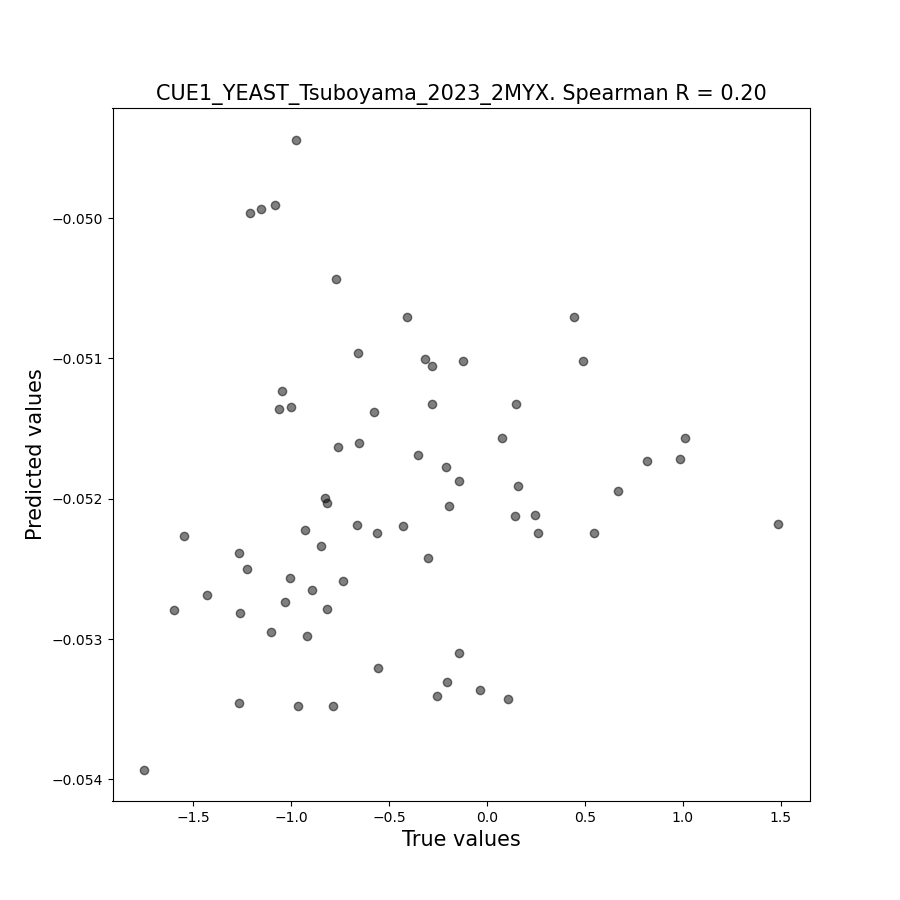 CUE1_YEAST_Tsuboyama_2023_2MYX. Spearman R = 0.20
Predicted values
−0.050
−0.051
−0.052
−0.053
−0.054
−1.5 −1.0 −0.5 0.0 0.5 1.0 1.5
True values